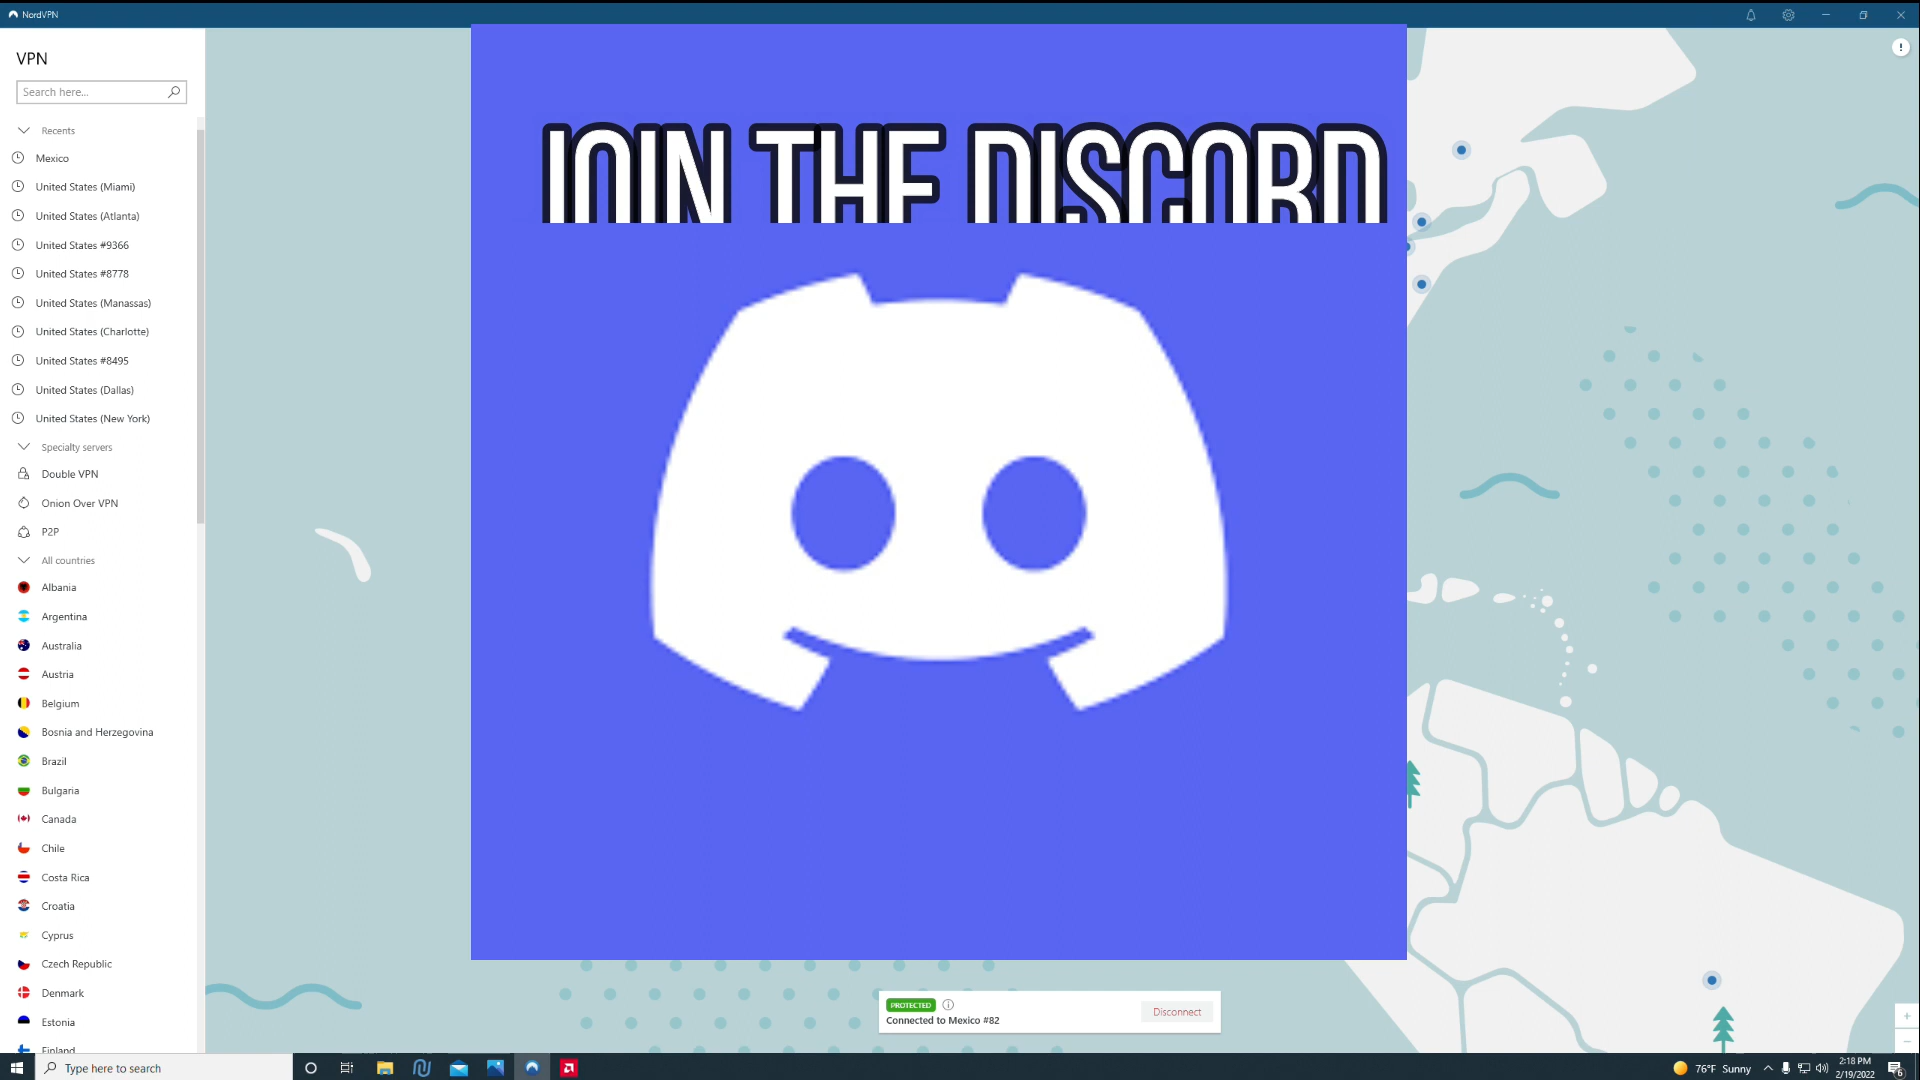 NordVPN
VPN
Search here...
Recents
Mexico
United States (Miami)
United States (Atlanta)
United States #9366
United States #8778
United States (Manassas)
United States (Charlotte)
United States #8495
United States (Dallas)
United States (New York)
Specialty servers
Double VPN
Onion Over VPN
P2P
All countries
Albania
Argentina
Australia
Austria
Belgium
Bosnia and Herzegovina
Brazil
Bulgaria
Canada
Chile
Costa Rica
Croatia
Cyprus
Czech Republic
Denmark
Estonia
Finland
JOIN THE DISCORD
PROTECTED
Connected to Mexico #82
Disconnect
Type here to search
76°F Sunny
2:18 PM
2/19/2022
6